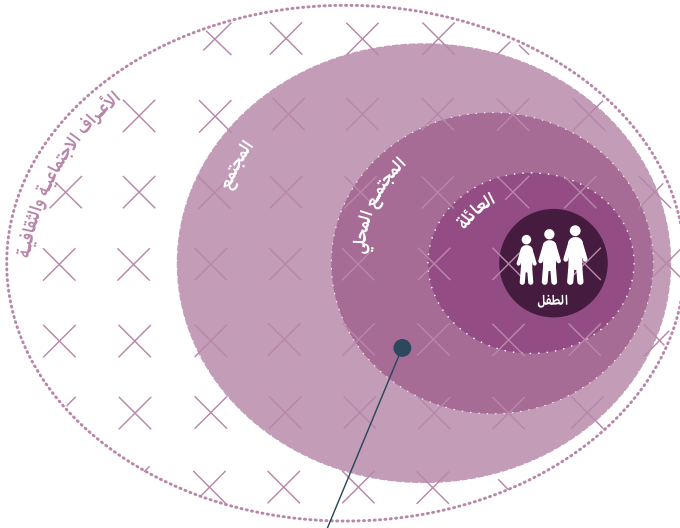 الأعراف الاجتماعية والثقافية
المجتمع
المجتمع المحلي
العائلة
الطفل